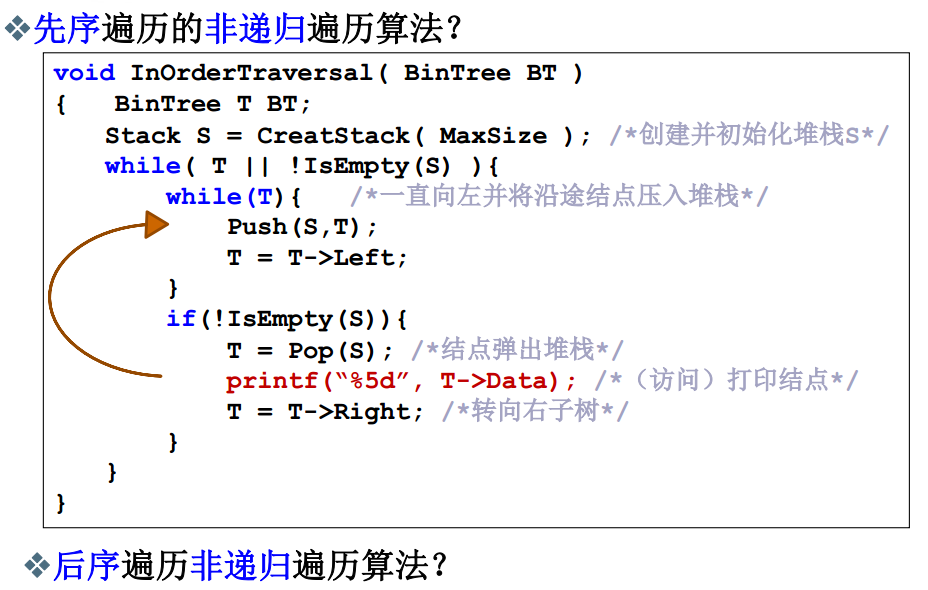 ❖先序遍历的非递归遍历算法？
void InOrderTraversal( BinTree BT )
{ BinTree T BT;
Stack S = CreatStack( MaxSize ); /*创建并初始化堆栈S*/
while( T || !IsEmpty(S) ){
while(T){ /*一直向左并将沿途结点压入堆栈*/
Push(S,T);
T = T->Left;
}
if(!IsEmpty(S)){
T = Pop(S); /*结点弹出堆栈*/
printf(“%5d”, T->Data); /*（访问）打印结点*/
T = T->Right; /*转向右子树*/
}
}
}
❖后序遍历非递归遍历算法？